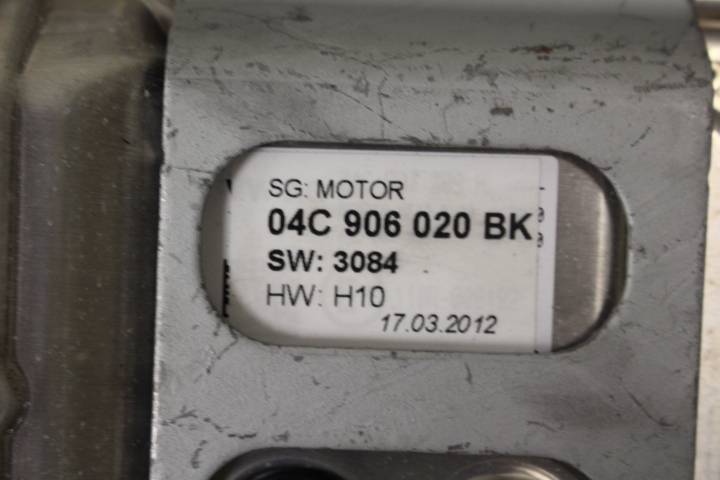 SG: MOTOR
04C 906 020 BK
SW: 3084
HW: H10
17.03.2012